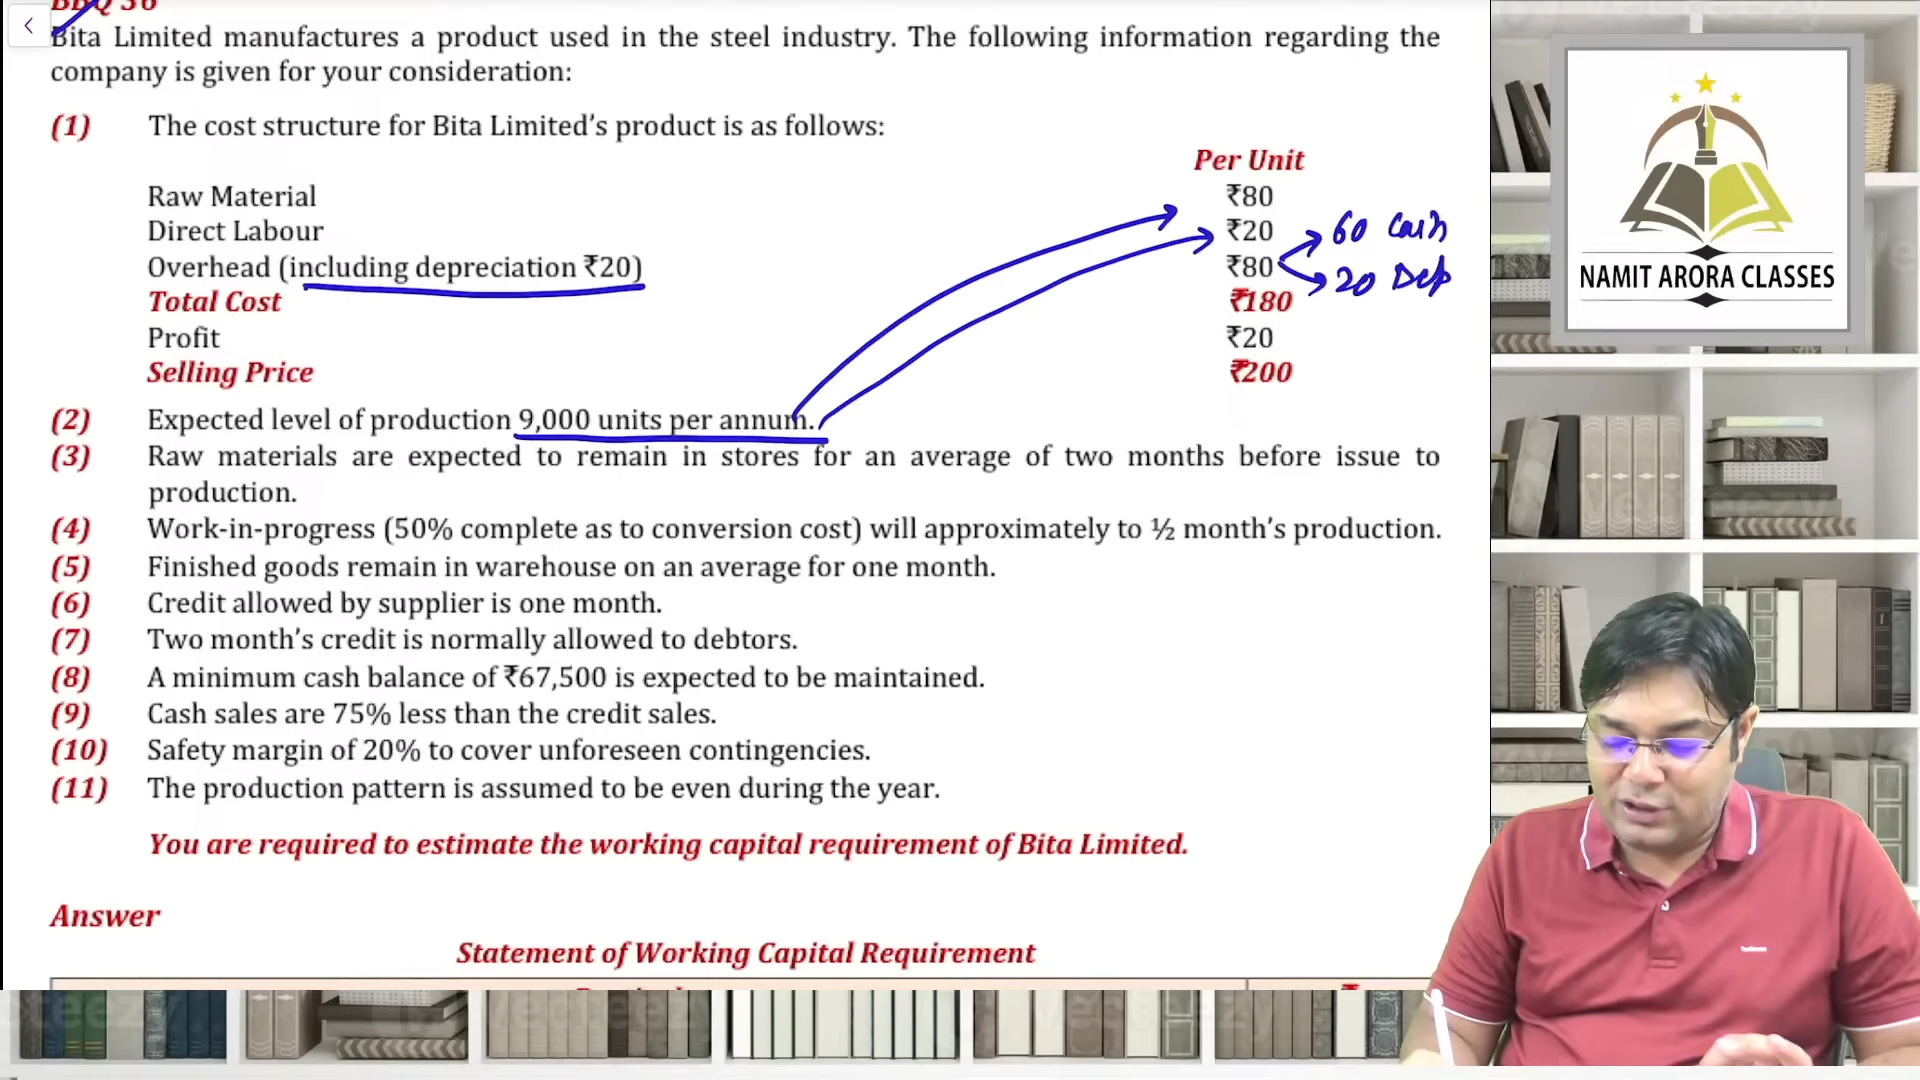 BBQ 36
Bita Limited manufactures a product used in the steel industry. The following information regarding the
company is given for your consideration:
(1) The cost structure for Bita Limited's product is as follows:
Per Unit
Raw Material ₹80
Direct Labour ₹20
60 Cash
Overhead (including depreciation ₹20) ₹80
20 Dep
Total Cost ₹180
Profit ₹20
Selling Price ₹200
(2) Expected level of production 9,000 units per annum.
(3) Raw materials are expected to remain in stores for an average of two months before issue to
production.
(4) Work-in-progress (50% complete as to conversion cost) will approximately to ½ month's production.
(5) Finished goods remain in warehouse on an average for one month.
(6) Credit allowed by supplier is one month.
(7) Two month's credit is normally allowed to debtors.
(8) A minimum cash balance of ₹67,500 is expected to be maintained.
(9) Cash sales are 75% less than the credit sales.
(10) Safety margin of 20% to cover unforeseen contingencies.
(11) The production pattern is assumed to be even during the year.
You are required to estimate the working capital requirement of Bita Limited.
Answer
Statement of Working Capital Requirement
NAMIT ARORA CLASSES